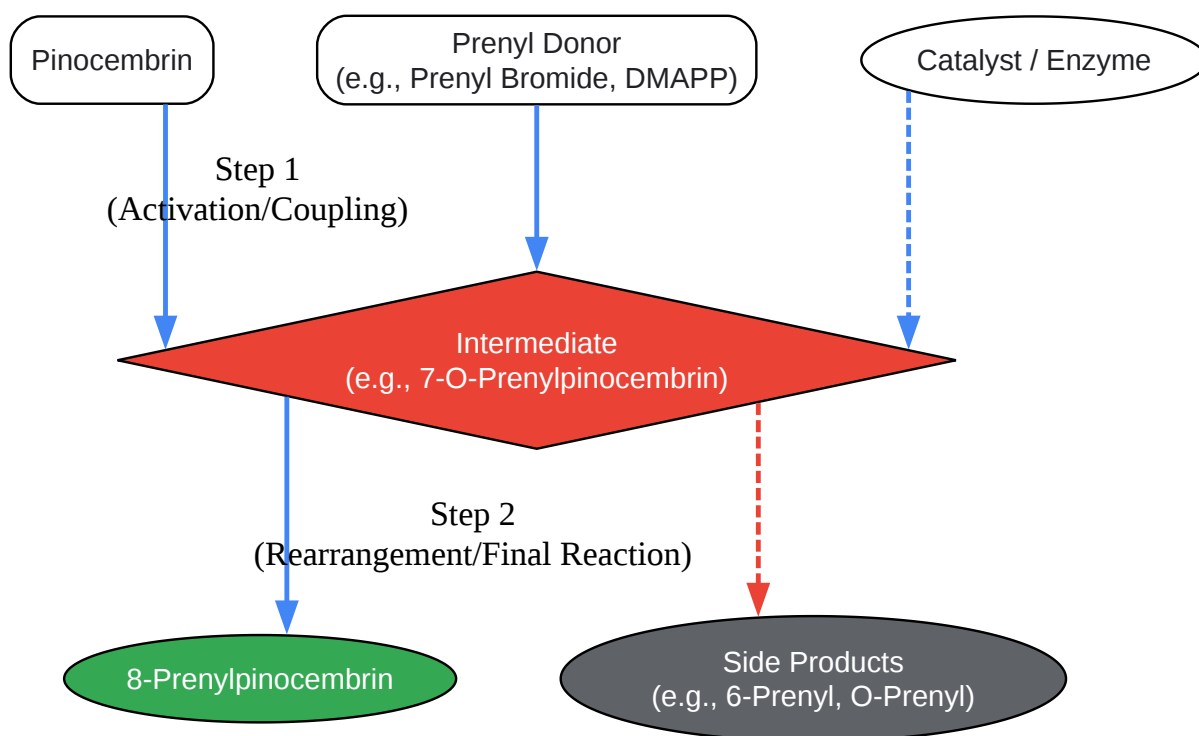 Pinocembrin
Prenyl Donor
(e.g., Prenyl Bromide, DMAPP)
Catalyst / Enzyme
Step 1
(Activation/Coupling)
Intermediate
(e.g., 7-O-Prenylpinocembrin)
Step 2
(Rearrangement/Final Reaction)
8-Prenylpinocembrin
Side Products
(e.g., 6-Prenyl, O-Prenyl)